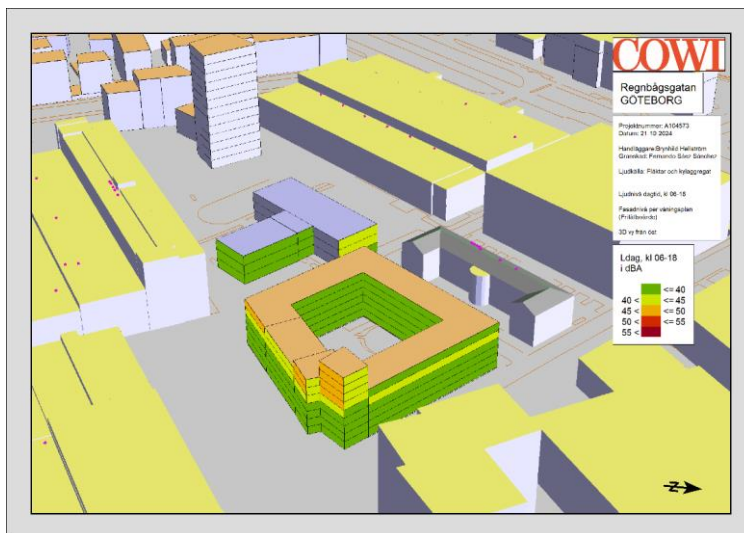 COWI
Regnbågsgatan
GÖTEBORG
Projektnummer: A104573
Datum: 21-10-2024
Handläggare: Brynhild Hellström
Granskad: Fernando Sáez Sánchez
Ljudkälla: Fläktar och kylaggregat
Ljudnivå dagtid, kl 06-18
Fasadnivå per våningsplan
(Frifältsvärde)
3D vy från öst
Ldag, kl 06-18
i dBA
<= 40
40 < <= 45
45 < <= 50
50 < <= 55
55 <
Z